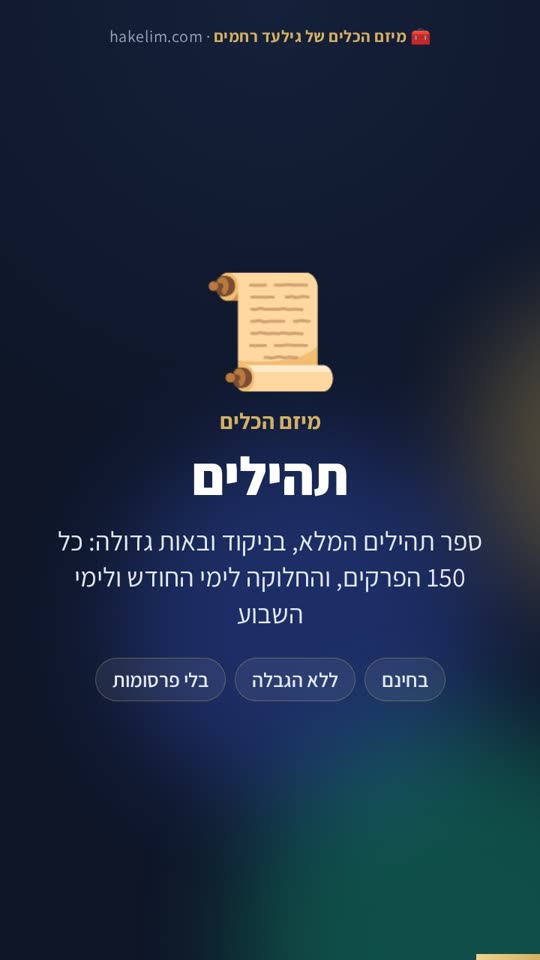 🧰 מיזם הכלים של גילעד רחמים · hakelim.com
מיזם הכלים
תהילים
ספר תהילים המלא, בניקוד ובאות גדולה: כל
150 הפרקים, והחלוקה לימי החודש ולימי
השבוע
בחינם
ללא הגבלה
בלי פרסומות